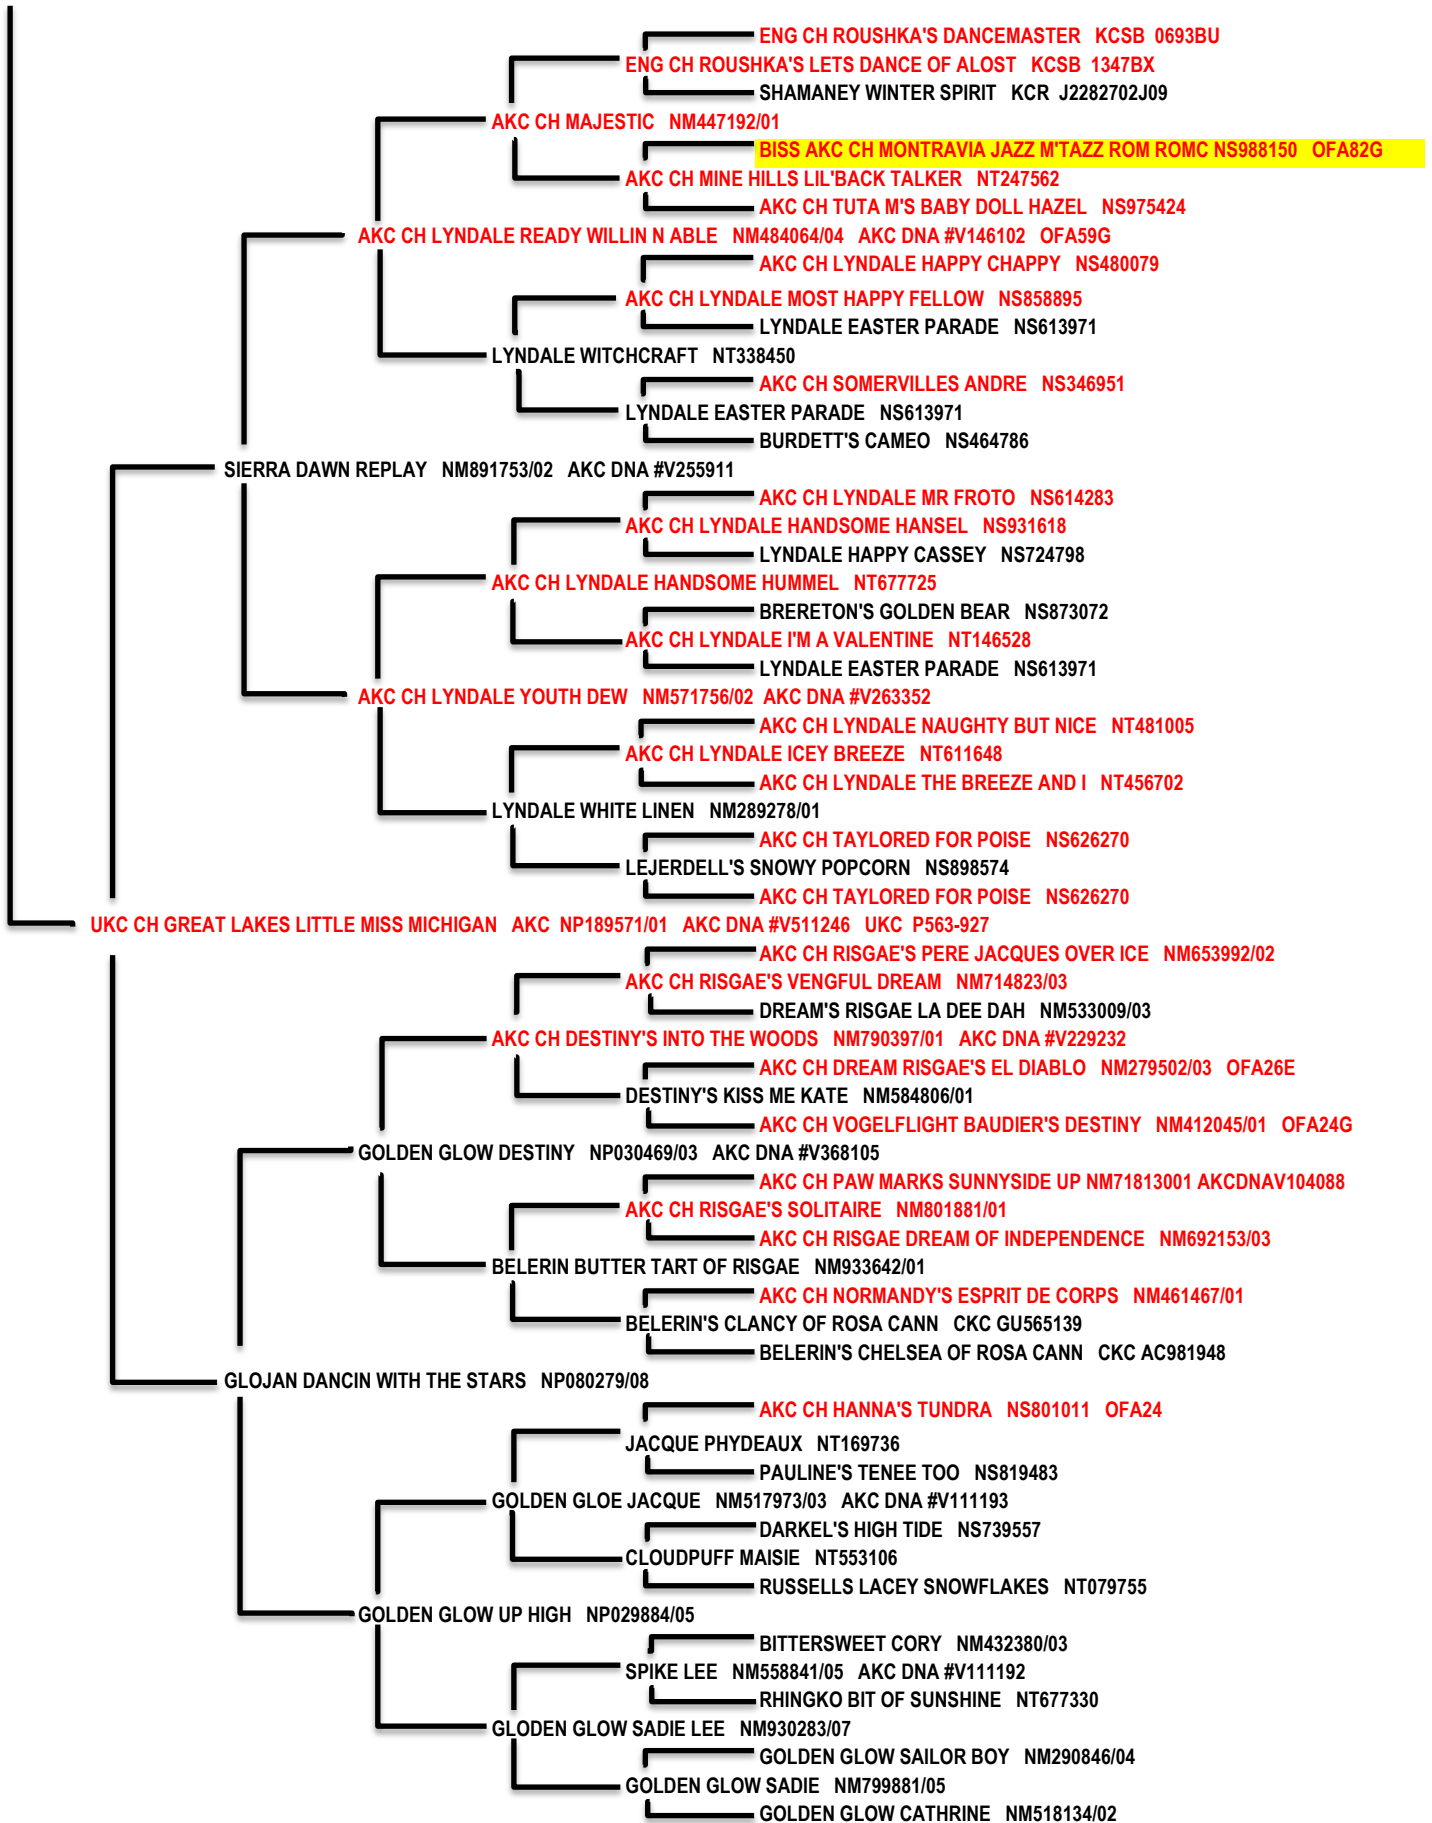 ENG CH ROUSHKA'S DANCEMASTER KCSB 0693BU
ENG CH ROUSHKA'S LETS DANCE OF ALOST KCSB 1347BX
SHAMANEY WINTER SPIRIT KCR J2282702J09
AKC CH MAJESTIC NM447192/01
BISS AKC CH MONTRAVIA JAZZ M'TAZZ ROM ROMC NS988150 OFA82G
AKC CH MINE HILLS LIL'BACK TALKER NT247562
AKC CH TUTA M'S BABY DOLL HAZEL NS975424
AKC CH LYNDALE READY WILLIN N ABLE NM484064/04 AKC DNA #V146102 OFA59G
AKC CH LYNDALE HAPPY CHAPPY NS480079
AKC CH LYNDALE MOST HAPPY FELLOW NS858895
LYNDALE EASTER PARADE NS613971
LYNDALE WITCHCRAFT NT338450
AKC CH SOMERVILLES ANDRE NS346951
LYNDALE EASTER PARADE NS613971
BURDETT'S CAMEO NS464786
SIERRA DAWN REPLAY NM891753/02 AKC DNA #V255911
AKC CH LYNDALE MR FROTO NS614283
AKC CH LYNDALE HANDSOME HANSEL NS931618
LYNDALE HAPPY CASSEY NS724798
AKC CH LYNDALE HANDSOME HUMMEL NT677725
BRERETON'S GOLDEN BEAR NS873072
AKC CH LYNDALE I'M A VALENTINE NT146528
LYNDALE EASTER PARADE NS613971
AKC CH LYNDALE YOUTH DEW NM571756/02 AKC DNA #V263352
AKC CH LYNDALE NAUGHTY BUT NICE NT481005
AKC CH LYNDALE ICEY BREEZE NT611648
AKC CH LYNDALE THE BREEZE AND I NT456702
LYNDALE WHITE LINEN NM289278/01
AKC CH TAYLORED FOR POISE NS626270
LEJERDELL'S SNOWY POPCORN NS898574
AKC CH TAYLORED FOR POISE NS626270
UKC CH GREAT LAKES LITTLE MISS MICHIGAN AKC NP189571/01 AKC DNA #V511246 UKC P563-927
AKC CH RISGAE'S PERE JACQUES OVER ICE NM653992/02
AKC CH RISGAE'S VENGFUL DREAM NM714823/03
DREAM'S RISGAE LA DEE DAH NM533009/03
AKC CH DESTINY'S INTO THE WOODS NM790397/01 AKC DNA #V229232
AKC CH DREAM RISGAE'S EL DIABLO NM279502/03 OFA26E
DESTINY'S KISS ME KATE NM584806/01
AKC CH VOGELFLIGHT BAUDIER'S DESTINY NM412045/01 OFA24G
GOLDEN GLOW DESTINY NP030469/03 AKC DNA #V368105
AKC CH PAW MARKS SUNNYSIDE UP NM71813001 AKCDNAV104088
AKC CH RISGAE'S SOLITAIRE NM801881/01
AKC CH RISGAE DREAM OF INDEPENDENCE NM692153/03
BELERIN BUTTER TART OF RISGAE NM933642/01
AKC CH NORMANDY'S ESPRIT DE CORPS NM461467/01
BELERIN'S CLANCY OF ROSA CANN CKC GU565139
BELERIN'S CHELSEA OF ROSA CANN CKC AC981948
GLOJAN DANCIN WITH THE STARS NP080279/08
AKC CH HANNA'S TUNDRA NS801011 OFA24
JACQUE PHYDEAUX NT169736
PAULINE'S TENEE TOO NS819483
GOLDEN GLOE JACQUE NM517973/03 AKC DNA #V111193
DARKEL'S HIGH TIDE NS739557
CLOUDPUFF MAISIE NT553106
RUSSELLS LACEY SNOWFLAKES NT079755
GOLDEN GLOW UP HIGH NP029884/05
BITTERSWEET CORY NM432380/03
SPIKE LEE NM558841/05 AKC DNA #V111192
RHINGKO BIT OF SUNSHINE NT677330
GLODEN GLOW SADIE LEE NM930283/07
GOLDEN GLOW SAILOR BOY NM290846/04
GOLDEN GLOW SADIE NM799881/05
GOLDEN GLOW CATHRINE NM518134/02